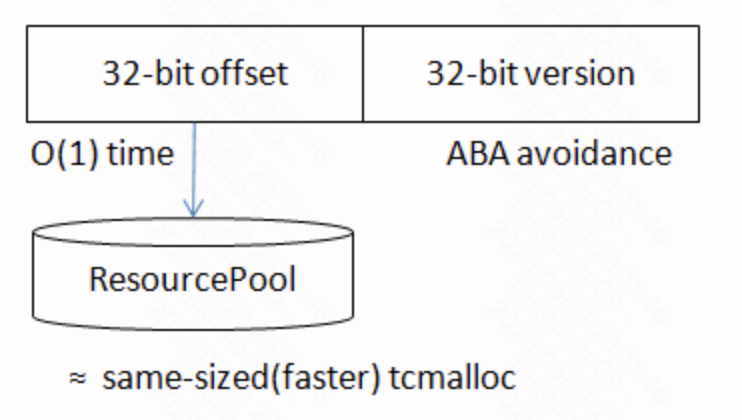 32-bit offset 32-bit version
O(1) time ABA avoidance
ResourcePool
≈ same-sized(faster) tcmalloc